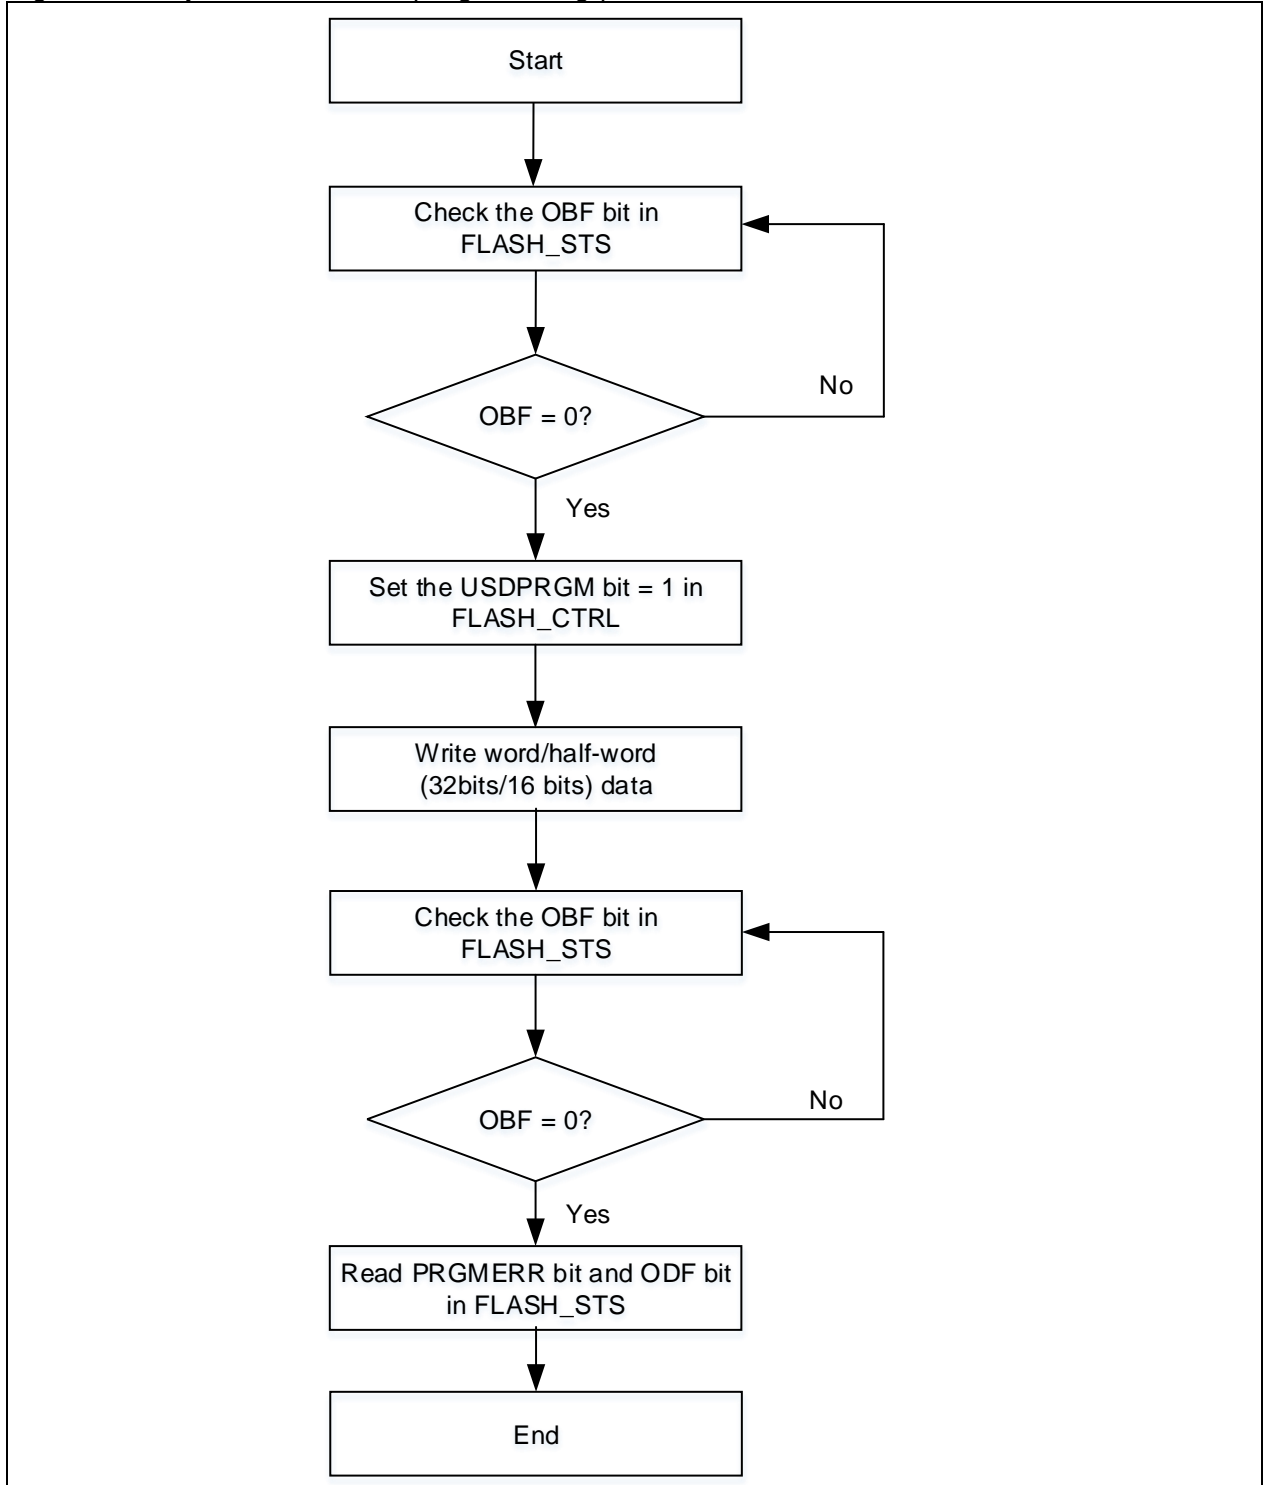 Start
Check the OBF bit in
FLASH_STS
OBF = 0?
No
Yes
Set the USDPRGM bit = 1 in
FLASH_CTRL
Write word/half-word
(32bits/16 bits) data
Check the OBF bit in
FLASH_STS
OBF = 0?
No
Yes
Read PRGMERR bit and ODF bit
in FLASH_STS
End